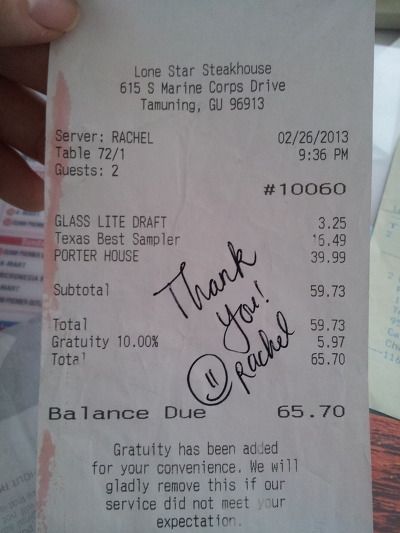 Lone Star Steakhouse
615 S Marine Corps Drive
Tamuning, GU 96913
Server: RACHEL 02/26/2013
Table 72/1 9:36 PM
Guests: 2
#10060
GLASS LITE DRAFT 3.25
Texas Best Sampler 16.49
PORTER HOUSE 39.99
Subtotal 59.73
Total 59.73
Gratuity 10.00% 5.97
Total 65.70
Thank
You!
Rachel
Balance Due 65.70
Gratuity has been added
for your convenience. We will
gladly remove this if our
service did not meet your
expectation.